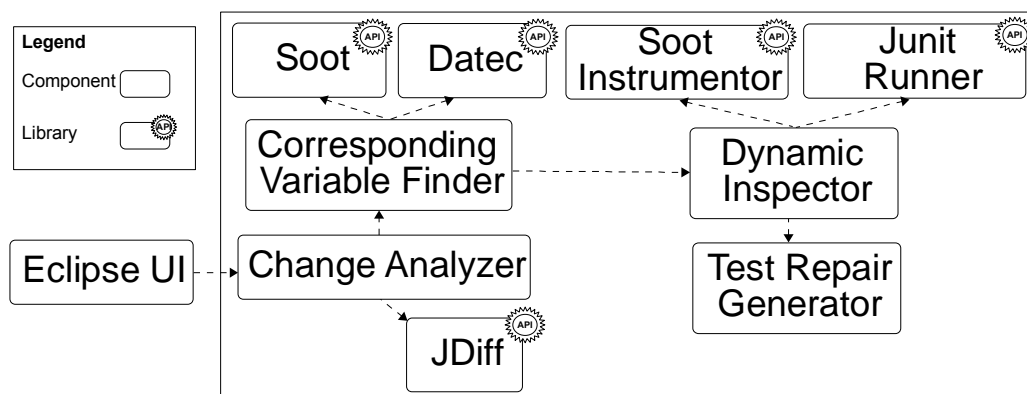 Legend
Component
Library
API
Soot
API
Datec
API
Soot
Instrumentor
API
Junit
Runner
API
Corresponding
Variable Finder
Dynamic
Inspector
Eclipse UI
Change Analyzer
Test Repair
Generator
JDiff
API